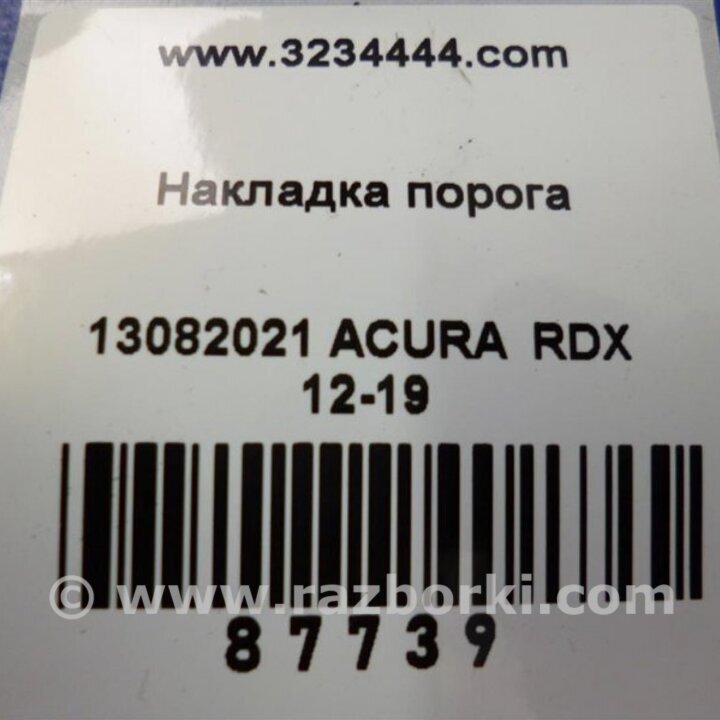 www.3234444.com
Накладка порога
13082021 ACURA RDX
12-19
© www.razborki.com
87739